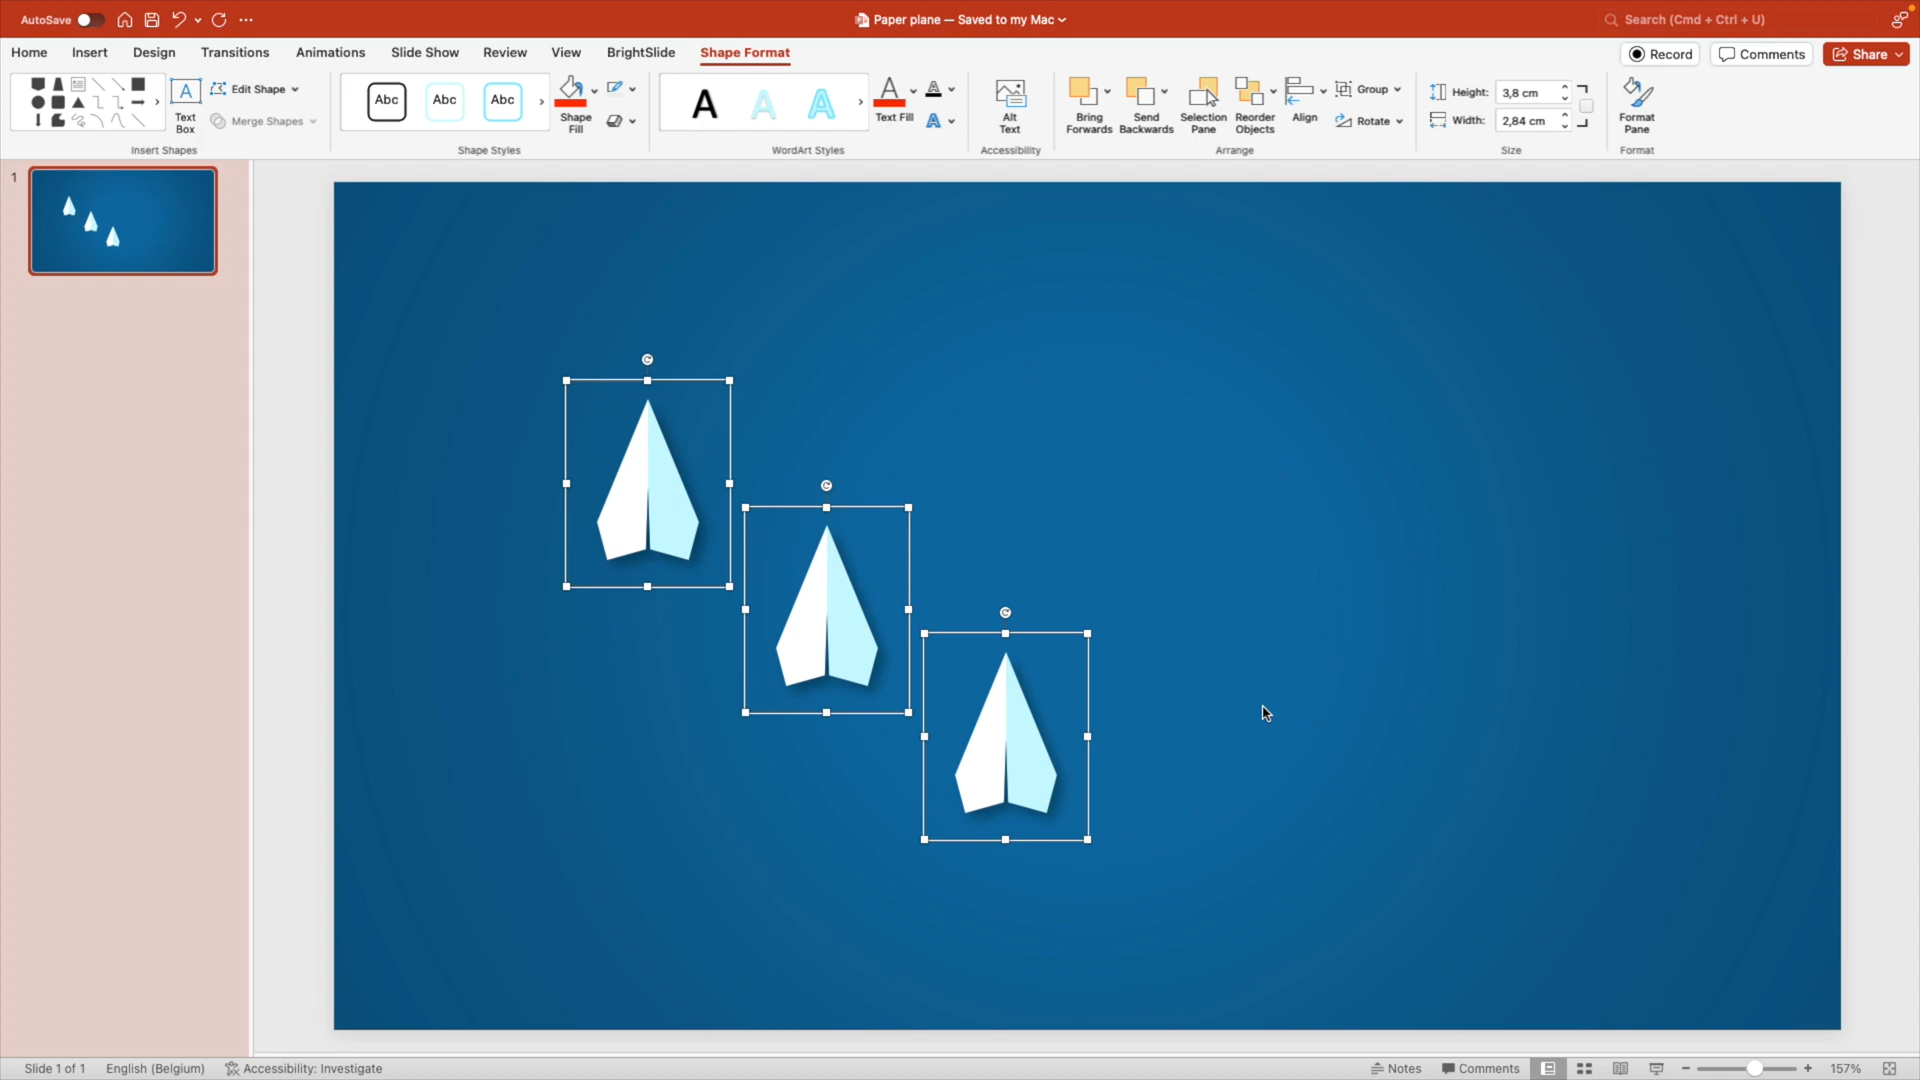 AutoSave
Paper plane — Saved to my Mac
Search (Cmd + Ctrl + U)
Home Insert Design Transitions Animations Slide Show Review View BrightSlide Shape Format
Record Comments Share
Text Box
Edit Shape
Merge Shapes
Insert Shapes
Abc Abc Abc
Shape Fill
Shape Styles
A A A
Text Fill
WordArt Styles
Alt Text
Accessibility
Bring Forwards
Send Backwards
Selection Pane
Reorder Objects
Align
Group
Rotate
Arrange
Height: 3,8 cm
Width: 2,84 cm
Size
Format Pane
Format
1
Slide 1 of 1 English (Belgium) Accessibility: Investigate Notes Comments 157%